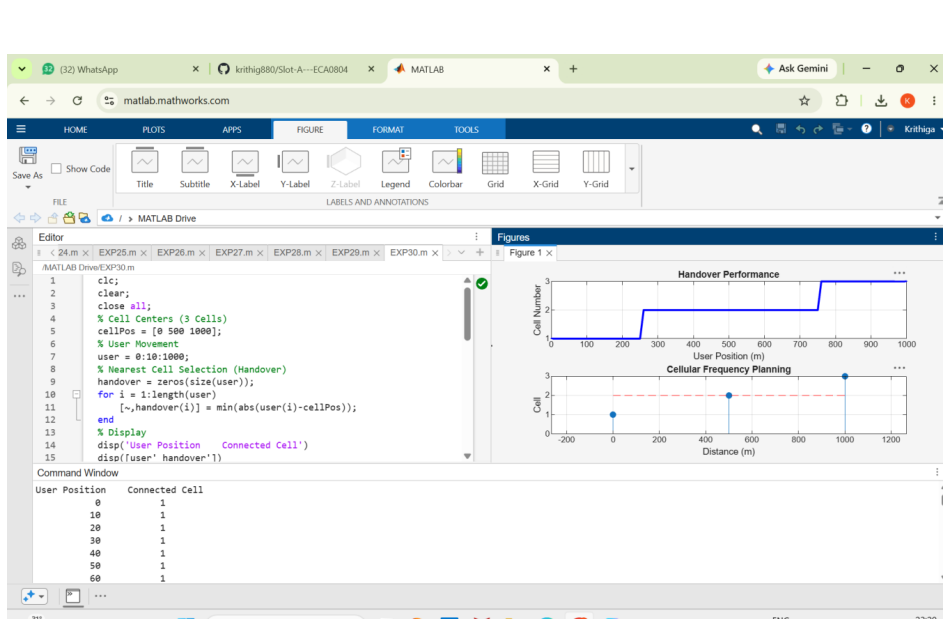 32 (32) WhatsApp × krithig880/Slot-A---ECA0804 × MATLAB × + Ask Gemini
matlab.mathworks.com K
HOME PLOTS APPS FIGURE FORMAT TOOLS Krithiga
Save As Show Code Title Subtitle X-Label Y-Label Z-Label Legend Colorbar Grid X-Grid Y-Grid
FILE LABELS AND ANNOTATIONS
/ > MATLAB Drive
Editor
24.m × EXP25.m × EXP26.m × EXP27.m × EXP28.m × EXP29.m × EXP30.m ×
/MATLAB Drive/EXP30.m
1 clc;
2 clear;
3 close all;
4 % Cell Centers (3 Cells)
5 cellPos = [0 500 1000];
6 % User Movement
7 user = 0:10:1000;
8 % Nearest Cell Selection (Handover)
9 handover = zeros(size(user));
10 for i = 1:length(user)
11 [~,handover(i)] = min(abs(user(i)-cellPos));
12 end
13 % Display
14 disp('User Position    Connected Cell')
15 disp([user' handover'])
Figures
Figure 1 ×
Handover Performance
Cell Number
3
2
1
0 100 200 300 400 500 600 700 800 900 1000
User Position (m)
Cellular Frequency Planning
Cell
3
2
1
0
-200 0 200 400 600 800 1000 1200
Distance (m)
Command Window
User Position    Connected Cell
0 1
10 1
20 1
30 1
40 1
50 1
60 1